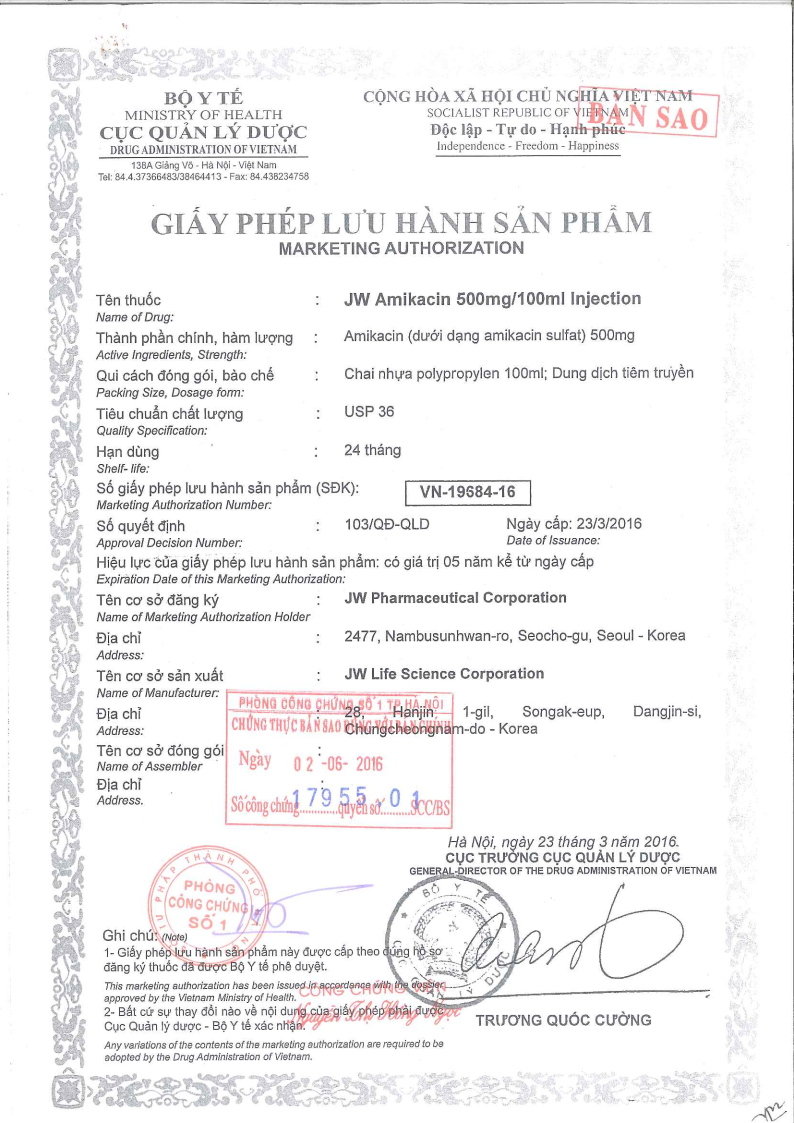 BỘ Y TẾ
MINISTRY OF HEALTH
CỤC QUẢN LÝ DƯỢC
DRUG ADMINISTRATION OF VIETNAM
138A Giảng Võ - Hà Nội - Việt Nam
Tel: 84.4.37366483/38464413 - Fax: 84.438234758
CỘNG HÒA XÃ HỘI CHỦ NGHĨA VIỆT NAM
SOCIALIST REPUBLIC OF VIETNAM
Độc lập - Tự do - Hạnh phúc
Independence - Freedom - Happiness
BẢN SAO
GIẤY PHÉP LƯU HÀNH SẢN PHẨM
MARKETING AUTHORIZATION
Tên thuốc : JW Amikacin 500mg/100ml Injection
Name of Drug:
Thành phần chính, hàm lượng : Amikacin (dưới dạng amikacin sulfat) 500mg
Active Ingredients, Strength:
Qui cách đóng gói, bào chế : Chai nhựa polypropylen 100ml; Dung dịch tiêm truyền
Packing Size, Dosage form:
Tiêu chuẩn chất lượng : USP 36
Quality Specification:
Hạn dùng : 24 tháng
Shelf- life:
Số giấy phép lưu hành sản phẩm (SĐK): VN-19684-16
Marketing Authorization Number:
Số quyết định : 103/QĐ-QLD Ngày cấp: 23/3/2016
Approval Decision Number: Date of Issuance:
Hiệu lực của giấy phép lưu hành sản phẩm: có giá trị 05 năm kể từ ngày cấp
Expiration Date of this Marketing Authorization:
Tên cơ sở đăng ký : JW Pharmaceutical Corporation
Name of Marketing Authorization Holder
Địa chỉ : 2477, Nambusunhwan-ro, Seocho-gu, Seoul - Korea
Address:
Tên cơ sở sản xuất : JW Life Science Corporation
Name of Manufacturer:
Địa chỉ : 28, Hanjin 1-gil, Songak-eup, Dangjin-si,
Address: Chungcheongnam-do - Korea
Tên cơ sở đóng gói :
Name of Assembler
Địa chỉ :
Address.
PHÒNG CÔNG CHỨNG SỐ 1 TP.HÀ NỘI
CHỨNG THỰC BẢN SAO ĐÚNG VỚI BẢN CHÍNH
Ngày 02-06-2016
Số công chứng 17955 quyển số 01 SCC/BS
Hà Nội, ngày 23 tháng 3 năm 2016.
CỤC TRƯỞNG CỤC QUẢN LÝ DƯỢC
GENERAL-DIRECTOR OF THE DRUG ADMINISTRATION OF VIETNAM
PHÒNG
CÔNG CHỨNG
SỐ 1
BỘ Y TẾ
Ghi chú: (Note)
1- Giấy phép lưu hành sản phẩm này được cấp theo đúng hồ sơ
đăng ký thuốc đã được Bộ Y tế phê duyệt.
This marketing authorization has been issued in accordance with the dossier
approved by the Vietnam Ministry of Health.
CÔNG CHỨNG VIÊN
2- Bất cứ sự thay đổi nào về nội dung của giấy phép phải được
Cục Quản lý dược - Bộ Y tế xác nhận.
Nguyễn Thị Hồng Ngọc
TRƯƠNG QUỐC CƯỜNG
Any variations of the contents of the marketing authorization are required to be
adopted by the Drug Administration of Vietnam.